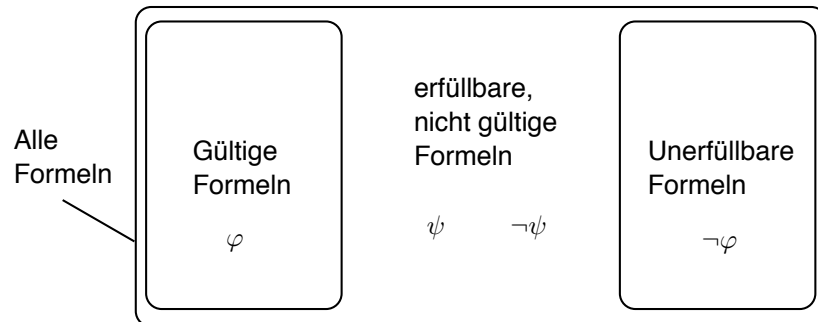 Alle
Formeln
Gültige
Formeln
φ
erfüllbare,
nicht gültige
Formeln
ψ ¬ψ
Unerfüllbare
Formeln
¬φ